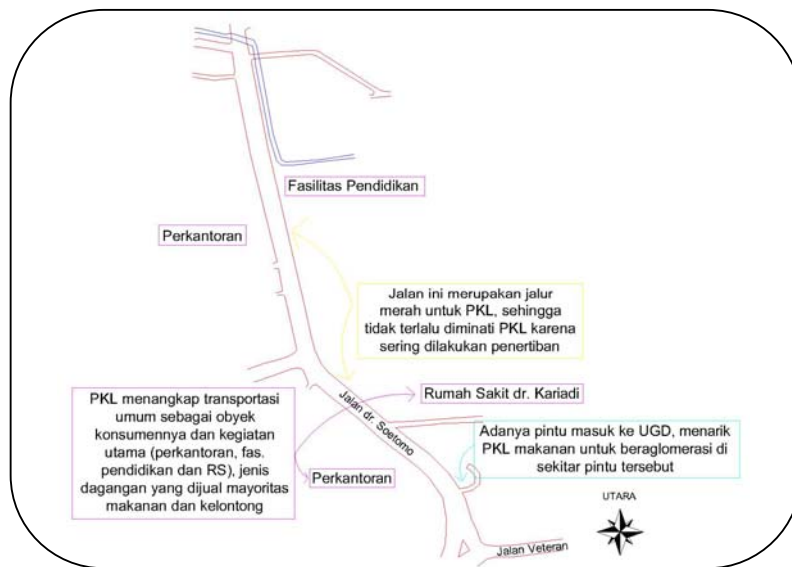 Fasilitas Pendidikan
Perkantoran
Jalan ini merupakan jalur
merah untuk PKL, sehingga
tidak terlalu diminati PKL karena
sering dilakukan penertiban
PKL menangkap transportasi
umum sebagai obyek
konsumennya dan kegiatan
utama (perkantoran, fas.
pendidikan dan RS), jenis
dagangan yang dijual mayoritas
makanan dan kelontong
Jalan dr. Soetomo
Rumah Sakit dr. Kariadi
Perkantoran
Adanya pintu masuk ke UGD, menarik
PKL makanan untuk beraglomerasi di
sekitar pintu tersebut
UTARA
Jalan Veteran